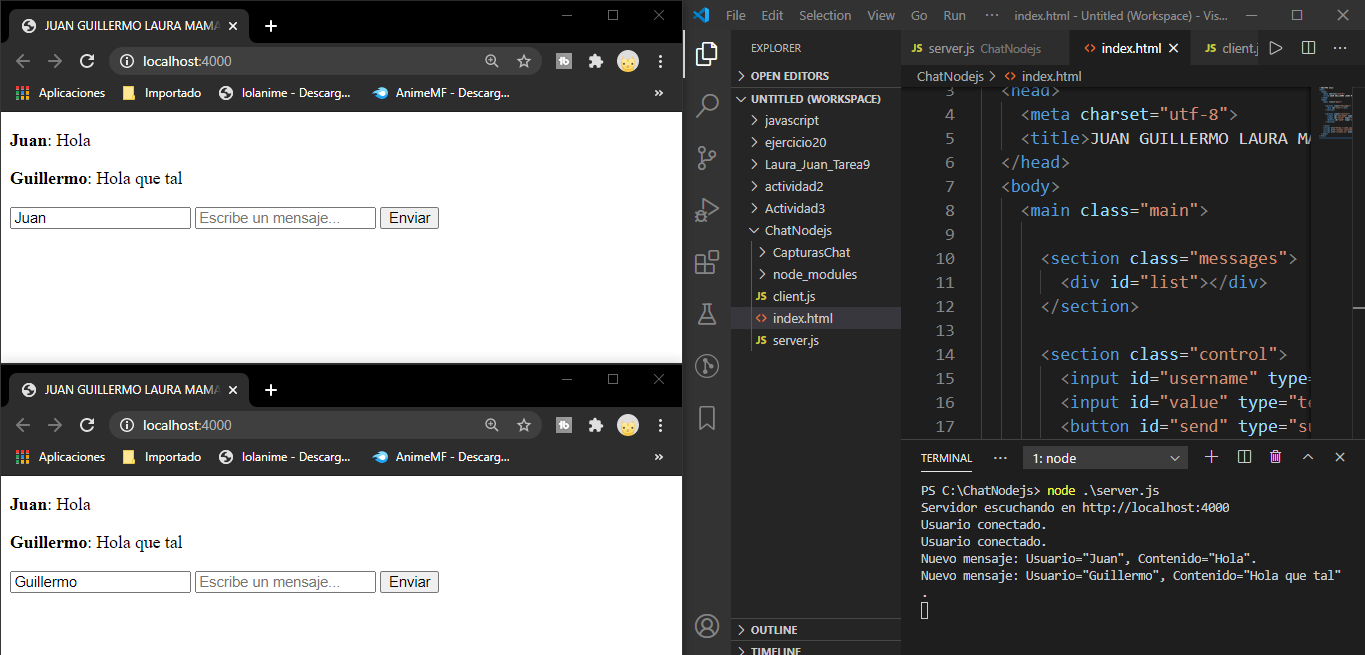 JUAN GUILLERMO LAURA MAMA
localhost:4000
Aplicaciones Importado Iolanime - Descarg... AnimeMF - Descarg... »
Juan: Hola
Guillermo: Hola que tal
Juan Escribe un mensaje... Enviar
JUAN GUILLERMO LAURA MAMA
localhost:4000
Aplicaciones Importado Iolanime - Descarg... AnimeMF - Descarg... »
Juan: Hola
Guillermo: Hola que tal
Guillermo Escribe un mensaje... Enviar
File Edit Selection View Go Run ··· index.html - Untitled (Workspace) - Vis...
EXPLORER
OPEN EDITORS
UNTITLED (WORKSPACE)
javascript
ejercicio20
Laura_Juan_Tarea9
actividad2
Actividad3
ChatNodejs
CapturasChat
node_modules
JS client.js
<> index.html
JS server.js
OUTLINE
TIMELINE
JS server.js ChatNodejs <> index.html JS client.j
ChatNodejs > <> index.html
3 <head>
4 <meta charset="utf-8">
5 <title>JUAN GUILLERMO LAURA MA
6 </head>
7 <body>
8 <main class="main">
9
10 <section class="messages">
11 <div id="list"></div>
12 </section>
13
14 <section class="control">
15 <input id="username" type=
16 <input id="value" type="te
17 <button id="send" type="su
TERMINAL ··· 1: node
PS C:\ChatNodejs> node .\server.js
Servidor escuchando en http://localhost:4000
Usuario conectado.
Usuario conectado.
Nuevo mensaje: Usuario="Juan", Contenido="Hola".
Nuevo mensaje: Usuario="Guillermo", Contenido="Hola que tal"
.